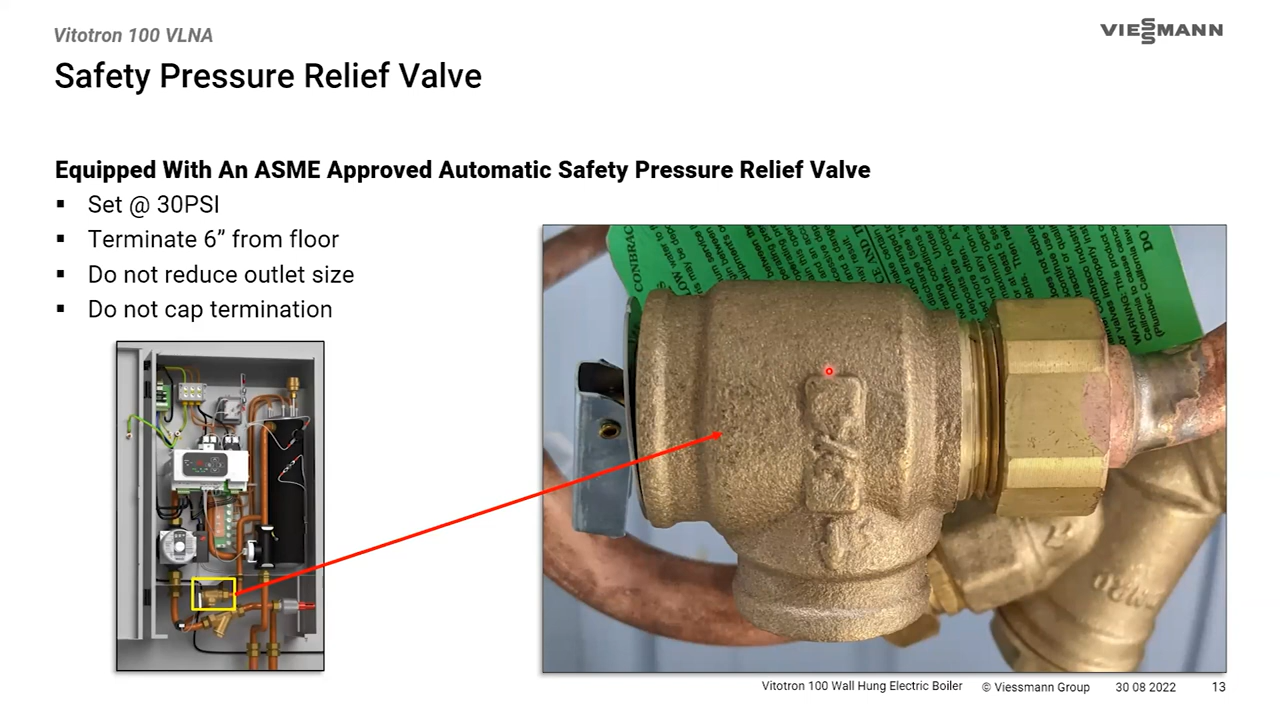 Vitotron 100 VLNA
VIESSMANN
Safety Pressure Relief Valve
Equipped With An ASME Approved Automatic Safety Pressure Relief Valve
▪ Set @ 30PSI
▪ Terminate 6” from floor
▪ Do not reduce outlet size
▪ Do not cap termination
Vitotron 100 Wall Hung Electric Boiler © Viessmann Group 30 08 2022 13